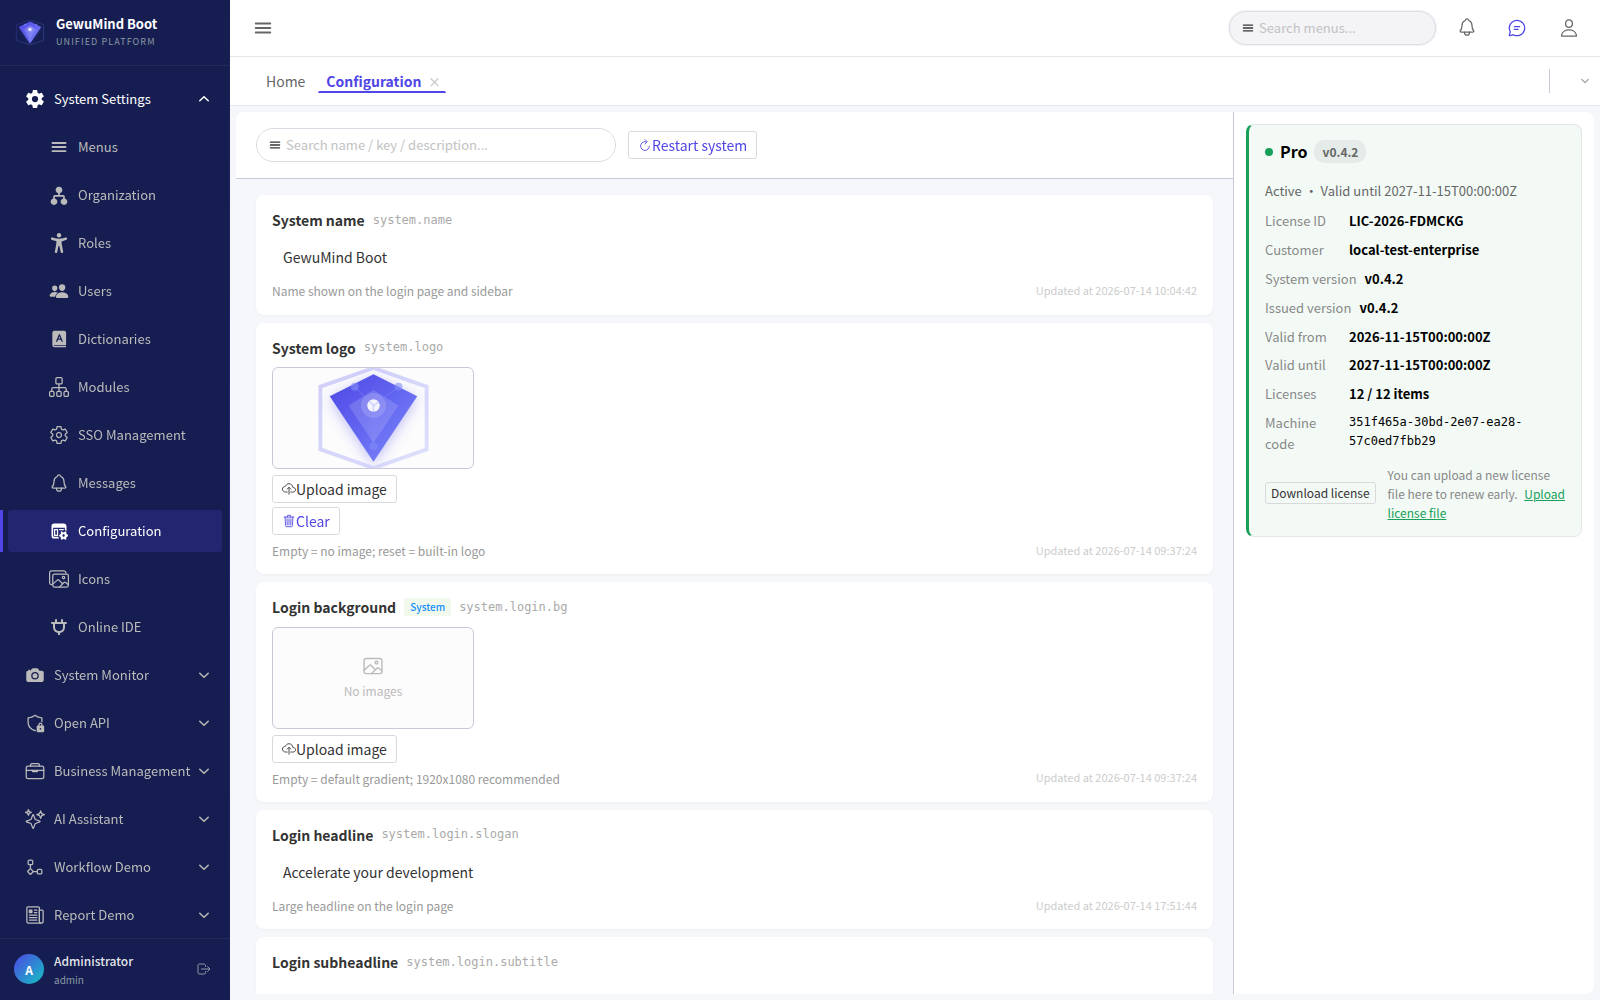 GewuMind Boot
UNIFIED PLATFORM
System Settings
Menus
Organization
Roles
Users
Dictionaries
Modules
SSO Management
Messages
Configuration
Icons
Online IDE
System Monitor
Open API
Business Management
AI Assistant
Workflow Demo
Report Demo
A
Administrator
admin
Search menus...
Home
Configuration
Search name / key / description...
Restart system
System name system.name
GewuMind Boot
Name shown on the login page and sidebar
Updated at 2026-07-14 10:04:42
System logo system.logo
Upload image
Clear
Empty = no image; reset = built-in logo
Updated at 2026-07-14 09:37:24
Login background System system.login.bg
No images
Upload image
Empty = default gradient; 1920x1080 recommended
Updated at 2026-07-14 09:37:24
Login headline system.login.slogan
Accelerate your development
Large headline on the login page
Updated at 2026-07-14 17:51:44
Login subheadline system.login.subtitle
Pro v0.4.2
Active • Valid until 2027-11-15T00:00:00Z
License ID LIC-2026-FDMCKG
Customer local-test-enterprise
System version v0.4.2
Issued version v0.4.2
Valid from 2026-11-15T00:00:00Z
Valid until 2027-11-15T00:00:00Z
Licenses 12 / 12 items
Machine code
351f465a-30bd-2e07-ea28-
57c0ed7fbb29
Download license
You can upload a new license
file here to renew early. Upload
license file